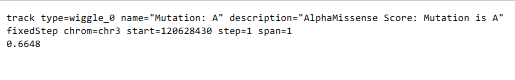 track type=wiggle_0 name="Mutation: A" description="AlphaMissense Score: Mutation is A"
fixedStep chrom=chr3 start=120628430 step=1 span=1
0.6648